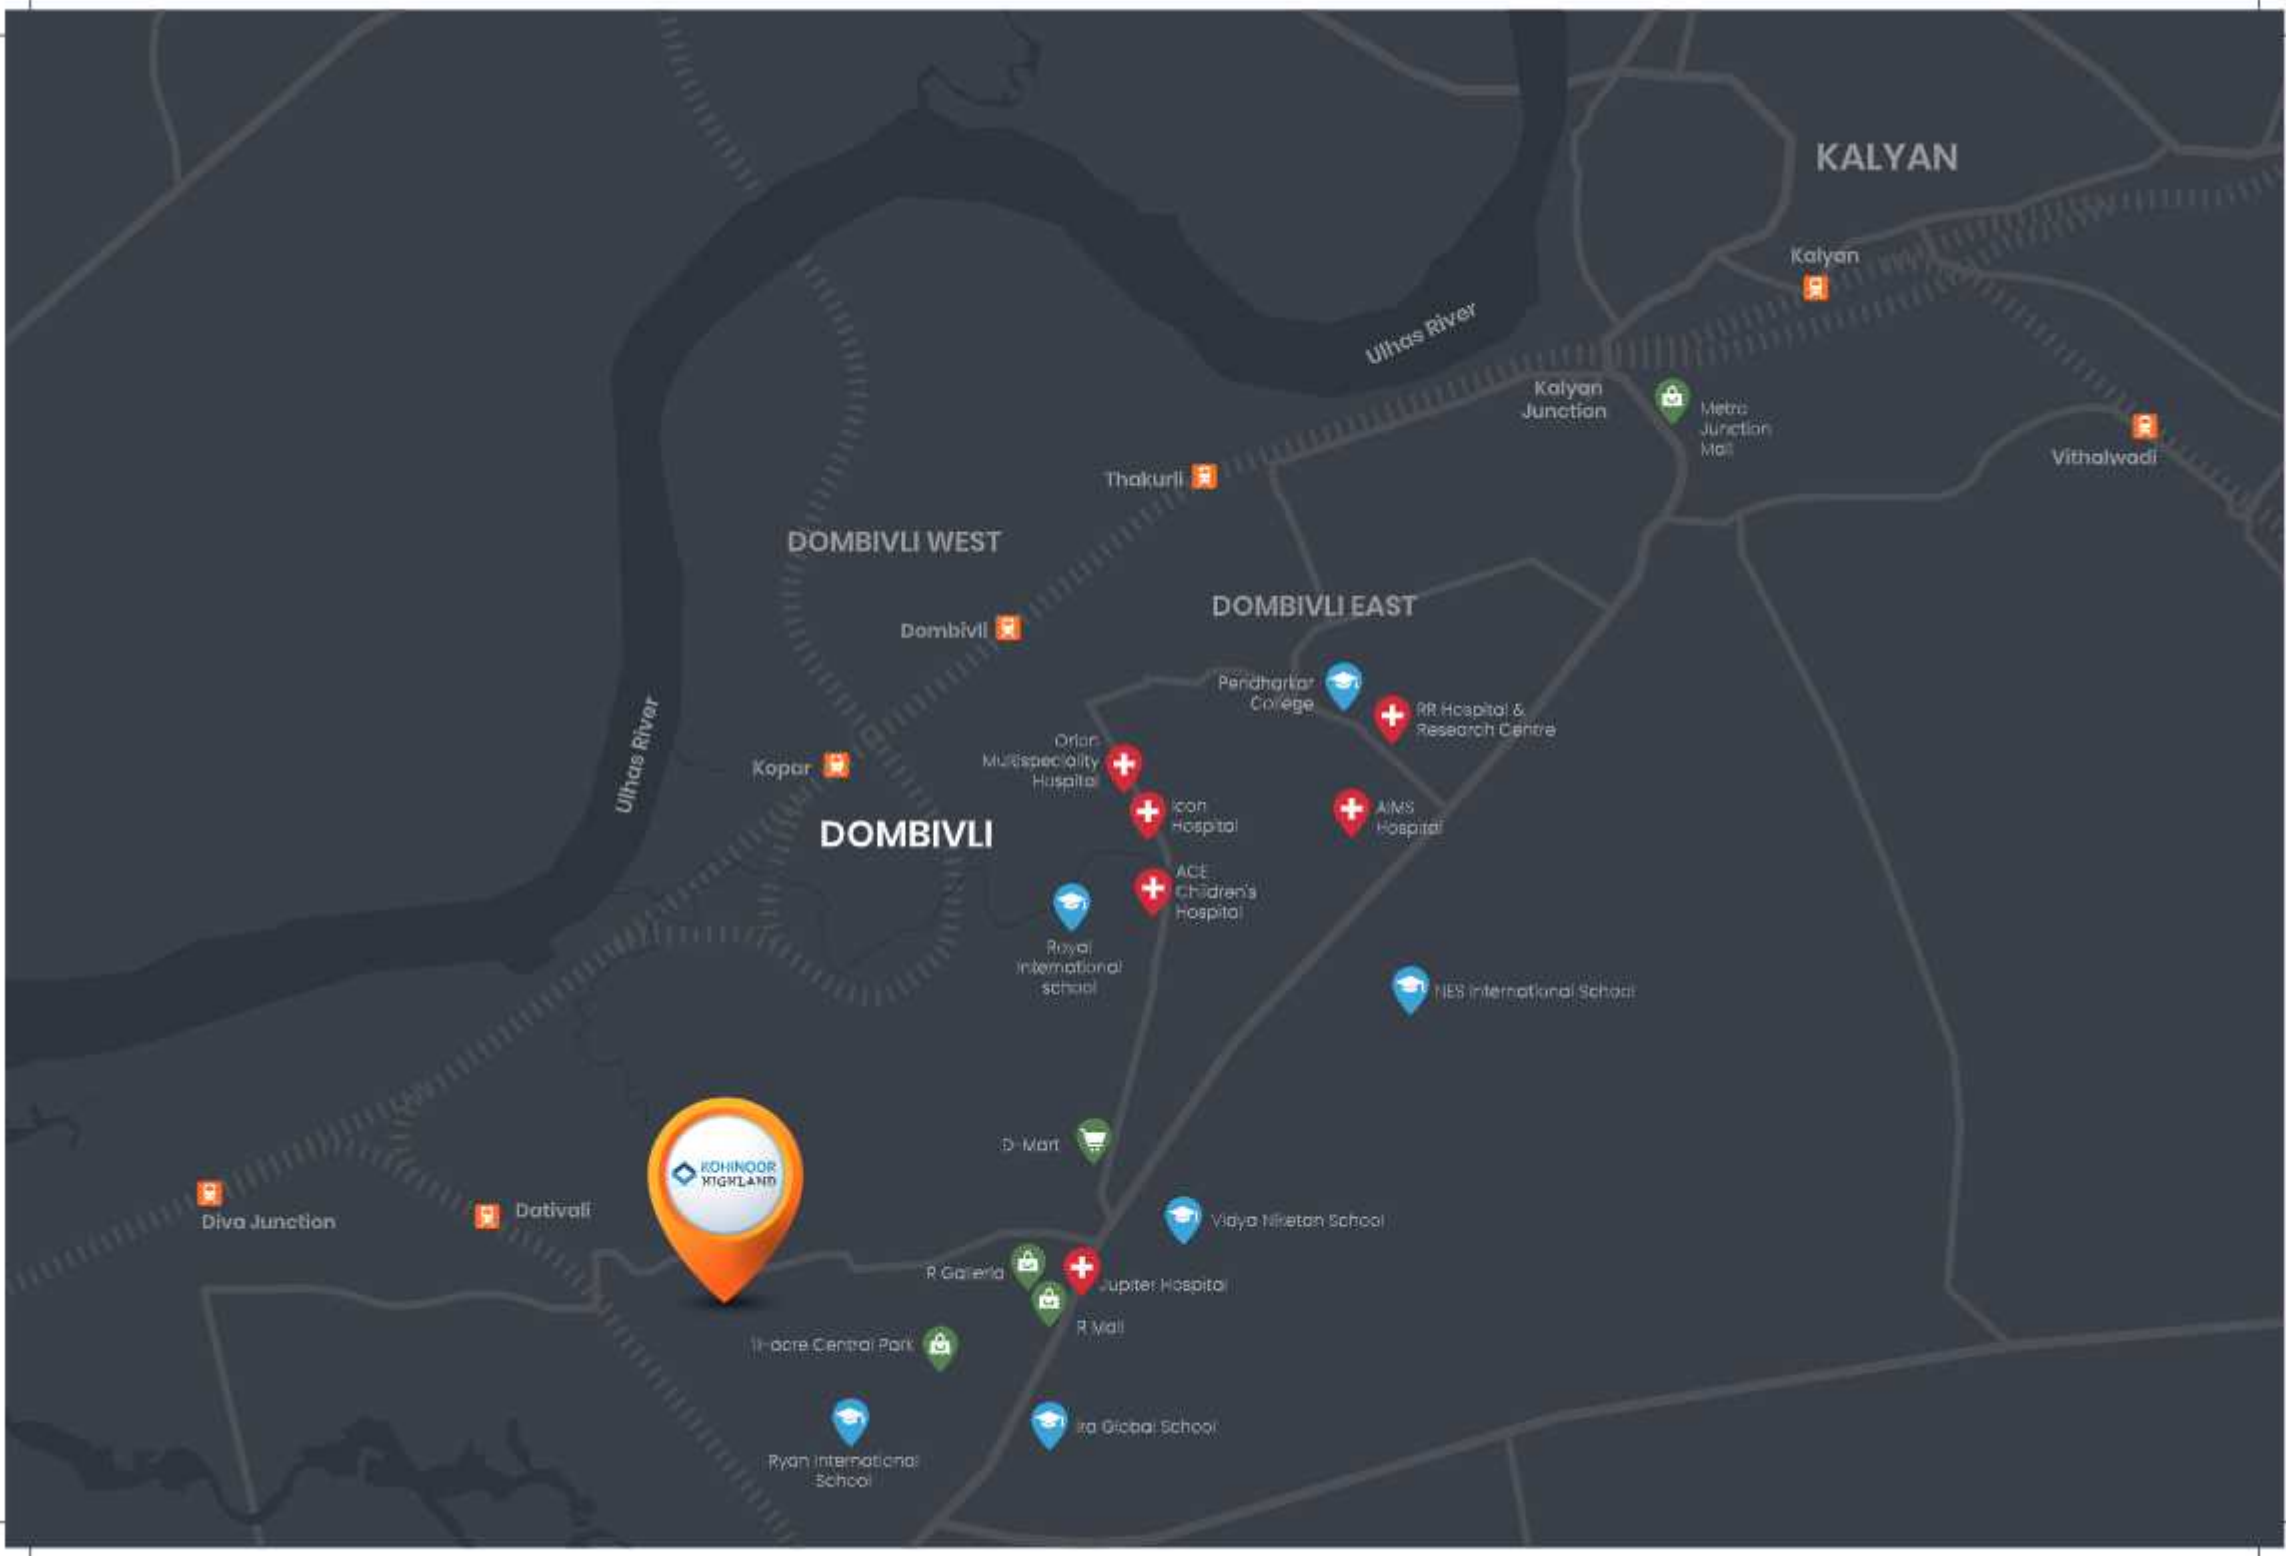 KALYAN
Kalyan
Ulhas River
Kalyan
Junction
Metro
Junction
Mall
Vithalwadi
Thakurli
DOMBIVLI WEST
DOMBIVLI EAST
Dombivli
Pendharkar
College
RR Hospital &
Research Centre
Orion
Multispeciality
Hospital
Kopar
Ulhas River
Icon
Hospital
AIMS
Hospital
DOMBIVLI
ACE
Children's
Hospital
Royal
International
school
NES International School
D-Mart
KOHINOOR
HIGHLAND
Dativali
Diva Junction
Vidya Niketan School
R Galleria
Jupiter Hospital
R Mall
11-acre Central Park
Ira Global School
Ryan International
School